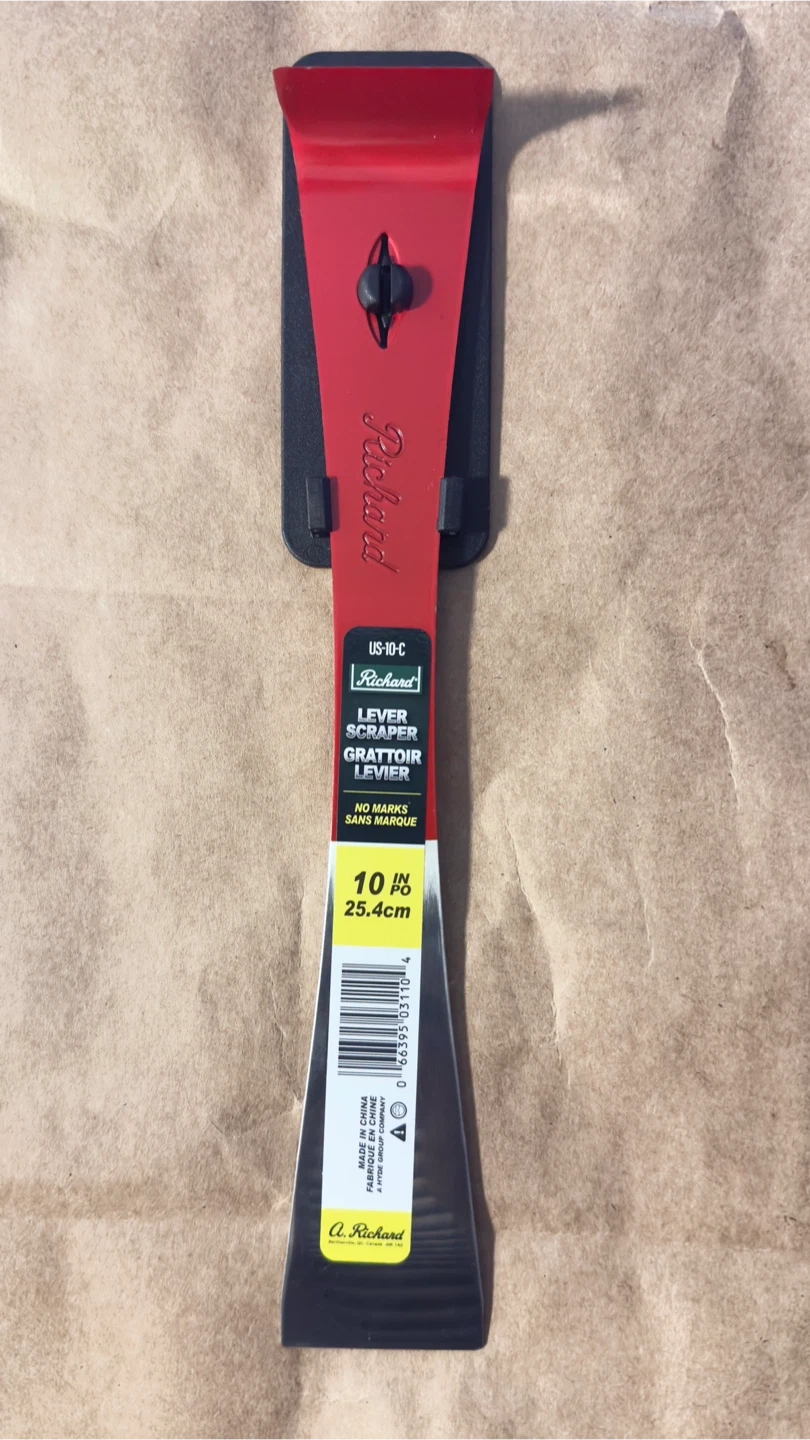 Richard
US-10-C
Richard
LEVER
SCRAPER
GRATTOIR
LEVIER
NO MARKS
SANS MARQUE
10 IN
PO
25.4cm
0 66395 03110 4
MADE IN CHINA
FABRIQUÉ EN CHINE
A HYDE GROUP COMPANY
A. Richard